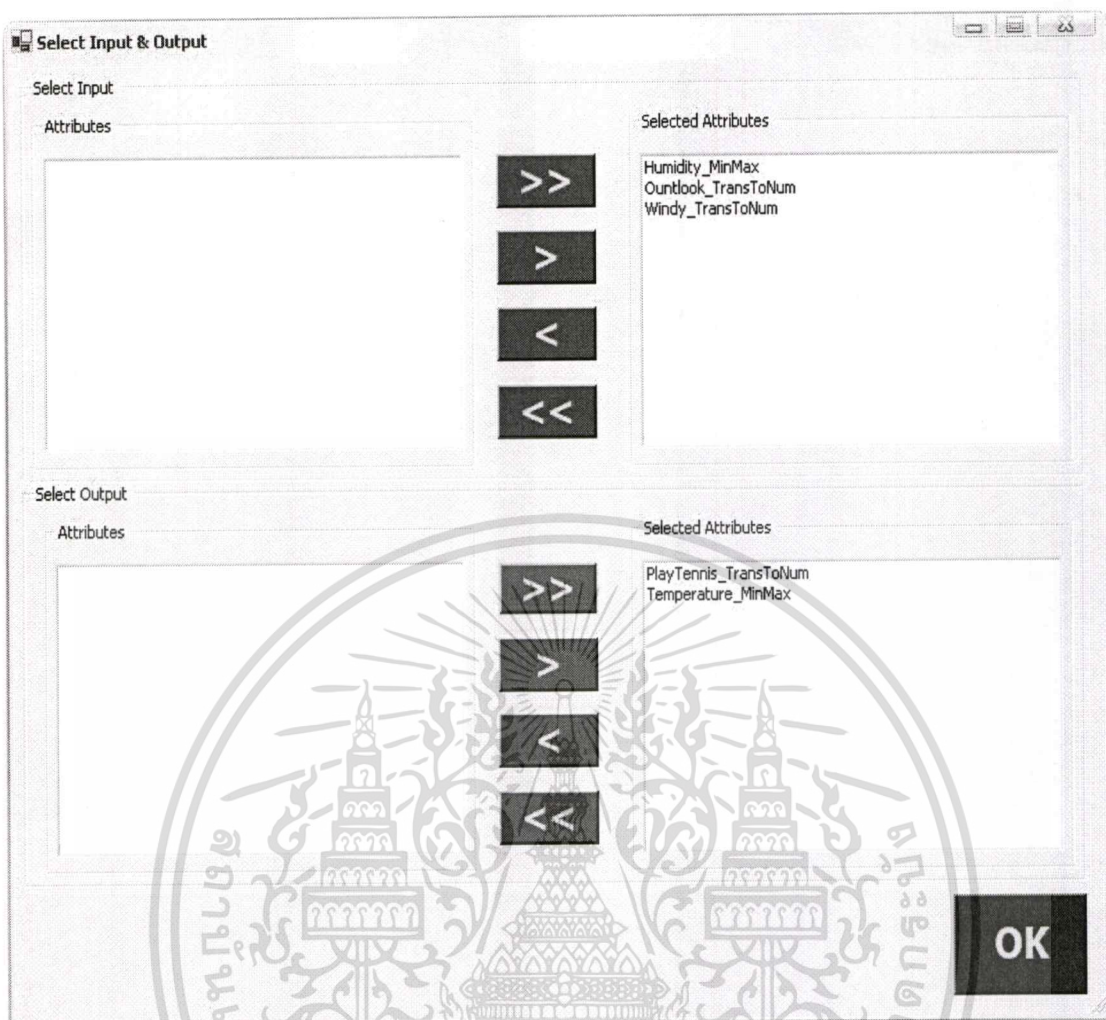 Select Input & Output
Select Input
Attributes
Selected Attributes
Humidity_MinMax
Ountlook_TransToNum
Windy_TransToNum
>>
>
<
<<
Select Output
Attributes
Selected Attributes
PlayTennis_TransToNum
Temperature_MinMax
>>
>
<
<<
OK